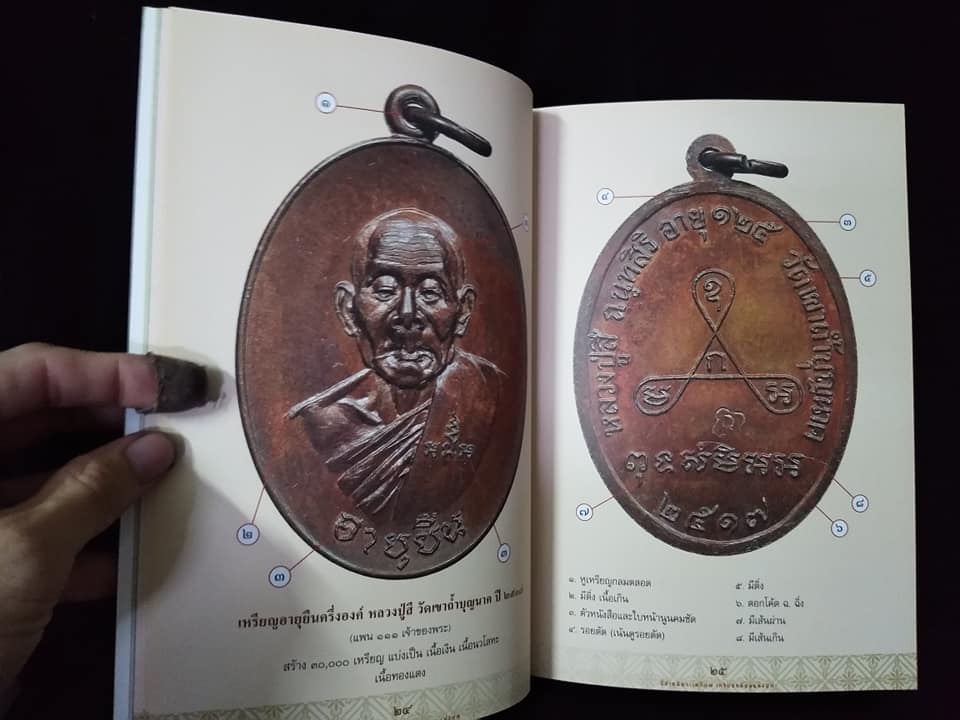 ๑
๒
๓
๓
อายุยืน
เหรียญอายุยืนครึ่งองค์ หลวงปู่สี วัดเขาถ้ำบุญนาค ปี
(แพน ๑๑๑ เจ้าของพระ)
สร้าง ๓๐,๐๐๐ เหรียญ แบ่งเป็น เนื้อเงิน เนื้อนวโลหะ
เนื้อทองแดง
๒๔
๔
๓
๕
๗
๖
๘
หลวงปู่สี ฉนฺทสิริ อายุ ๑๒๕ วัดเขาถ้ำบุญนาค
๒๕๑๗
๑. หูเหรียญกลมตลอด
๒. มีติ่ง เนื้อเกิน
๓. ตัวหนังสือและใบหน้านูนคมชัด
๔. รอยตัด (เน้นดูรอยตัด)
๕. มีติ่ง
๖. ตอกโค้ด ฉ. ฉิ่ง
๗. มีเส้นผ่าน
๘. มีเส้นเกิน
๒๕